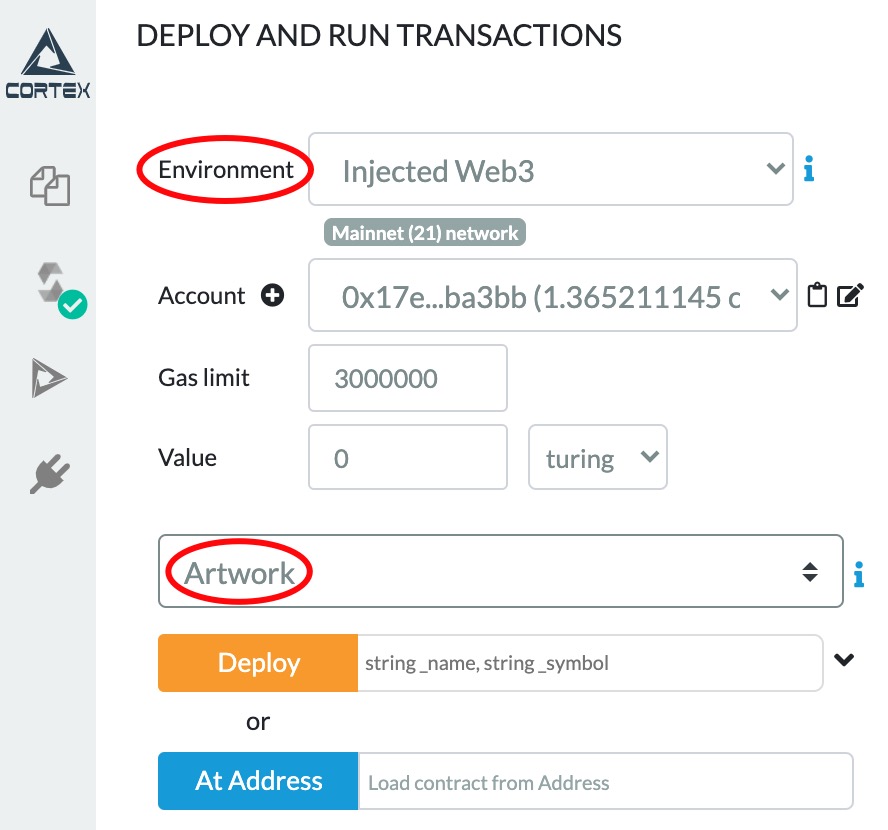 CORTEX
DEPLOY AND RUN TRANSACTIONS
Environment Injected Web3 i
Mainnet (21) network
Account 0x17e...ba3bb (1.365211145 c
Gas limit 3000000
Value 0 turing
Artwork i
Deploy string _name, string _symbol
or
At Address Load contract from Address